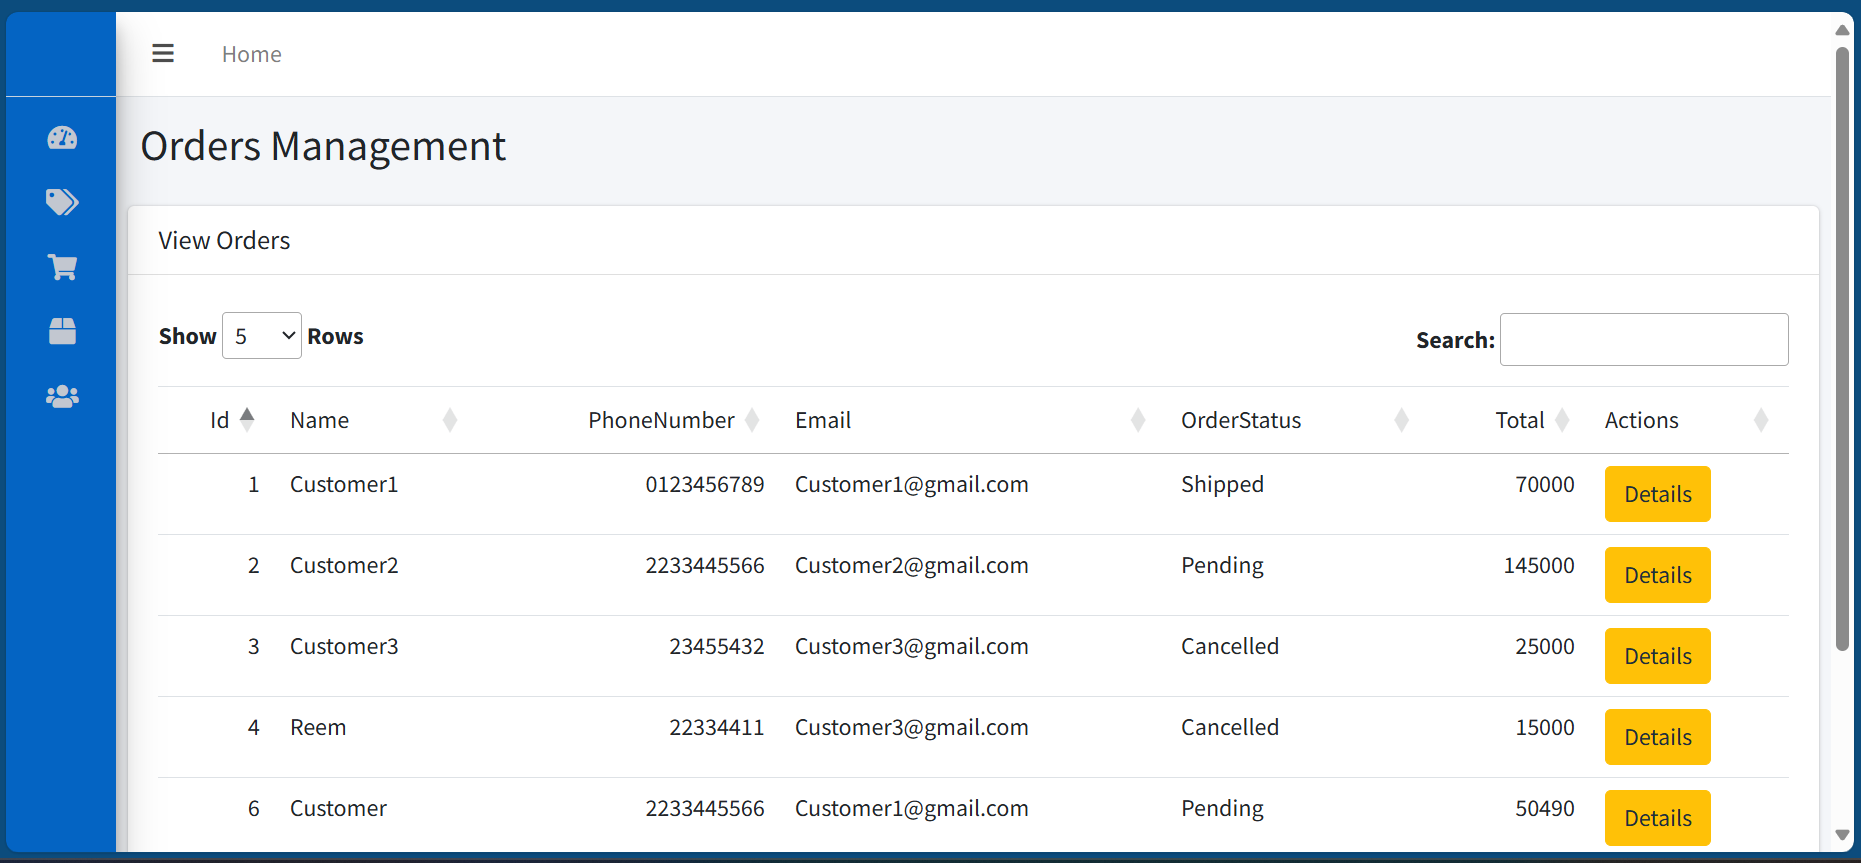 Home
Orders Management
View Orders
Show 5 Rows
Search:
Id Name PhoneNumber Email OrderStatus Total Actions
1 Customer1 0123456789 Customer1@gmail.com Shipped 70000 Details
2 Customer2 2233445566 Customer2@gmail.com Pending 145000 Details
3 Customer3 23455432 Customer3@gmail.com Cancelled 25000 Details
4 Reem 22334411 Customer3@gmail.com Cancelled 15000 Details
6 Customer 2233445566 Customer1@gmail.com Pending 50490 Details